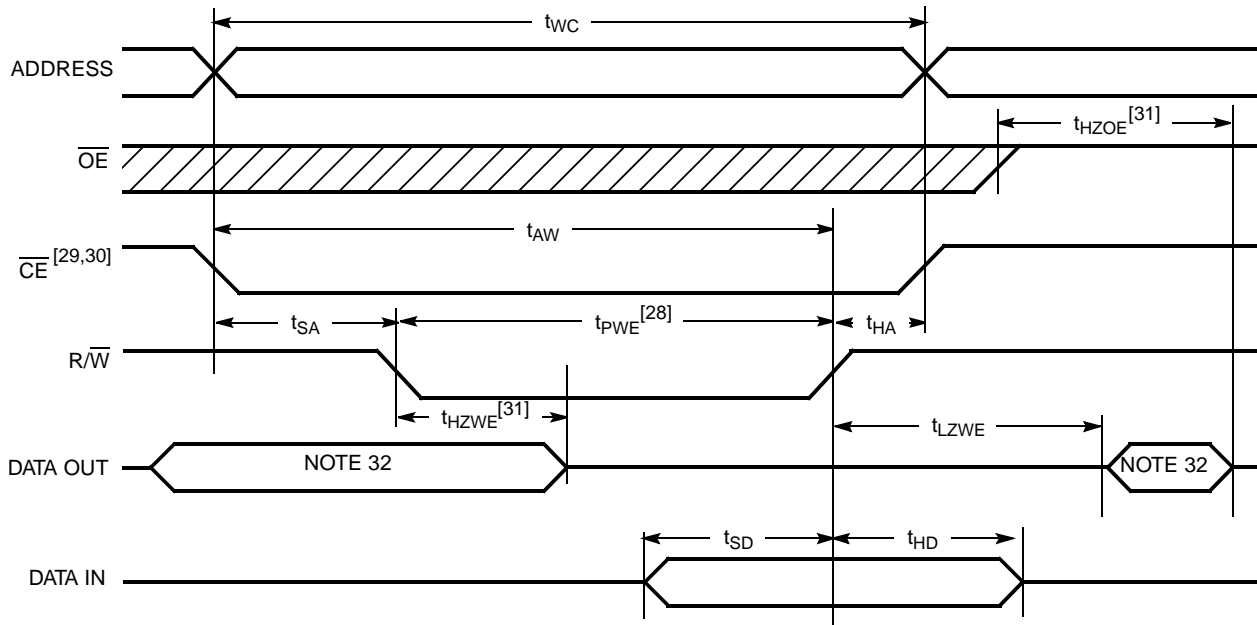 tWC
ADDRESS
tHZOE[31]
OE
tAW
CE [29,30]
tSA
tPWE[28]
tHA
R/W
tHZWE[31]
tLZWE
DATA OUT
NOTE 32
NOTE 32
tSD
tHD
DATA IN